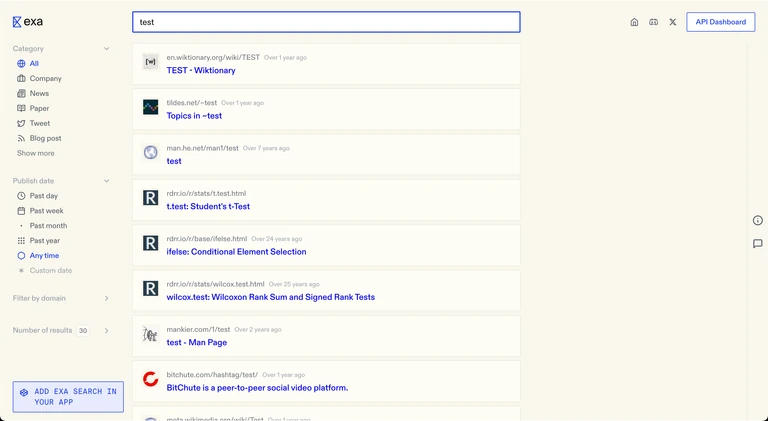 exa
test
API Dashboard
Category
All
Company
News
Paper
Tweet
Blog post
Show more
Publish date
Past day
Past week
Past month
Past year
Any time
Custom date
Filter by domain
Number of results 30
ADD EXA SEARCH IN
YOUR APP
[w]
en.wiktionary.org/wiki/TEST Over 1 year ago
TEST - Wiktionary
tildes.net/~test Over 1 year ago
Topics in ~test
man.he.net/man1/test Over 7 years ago
test
R
rdrr.io/r/stats/t.test.html
t.test: Student's t-Test
R
rdrr.io/r/base/ifelse.html Over 24 years ago
ifelse: Conditional Element Selection
R
rdrr.io/r/stats/wilcox.test.html Over 25 years ago
wilcox.test: Wilcoxon Rank Sum and Signed Rank Tests
mankier.com/1/test Over 2 years ago
test - Man Page
bitchute.com/hashtag/test/ Over 1 year ago
BitChute is a peer-to-peer social video platform.
meta.wikimedia.org/wiki/Test Over 1 year ago